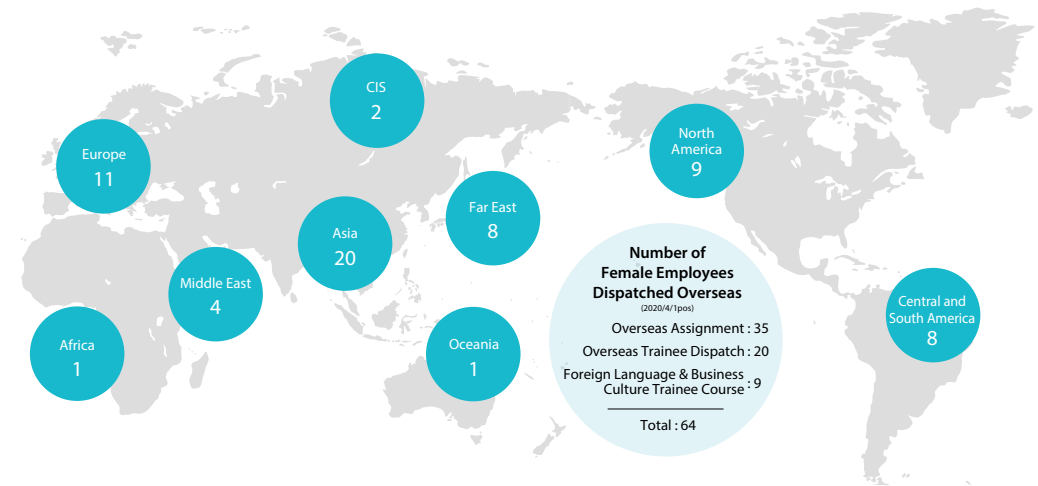 CIS
2
Europe
11
North
America
9
Far East
8
Asia
20
Middle East
4
Africa
1
Oceania
1
Central and
South America
8
Number of
Female Employees
Dispatched Overseas
(2020/4/1pos)
Overseas Assignment : 35
Overseas Trainee Dispatch : 20
Foreign Language & Business
Culture Trainee Course : 9
Total : 64